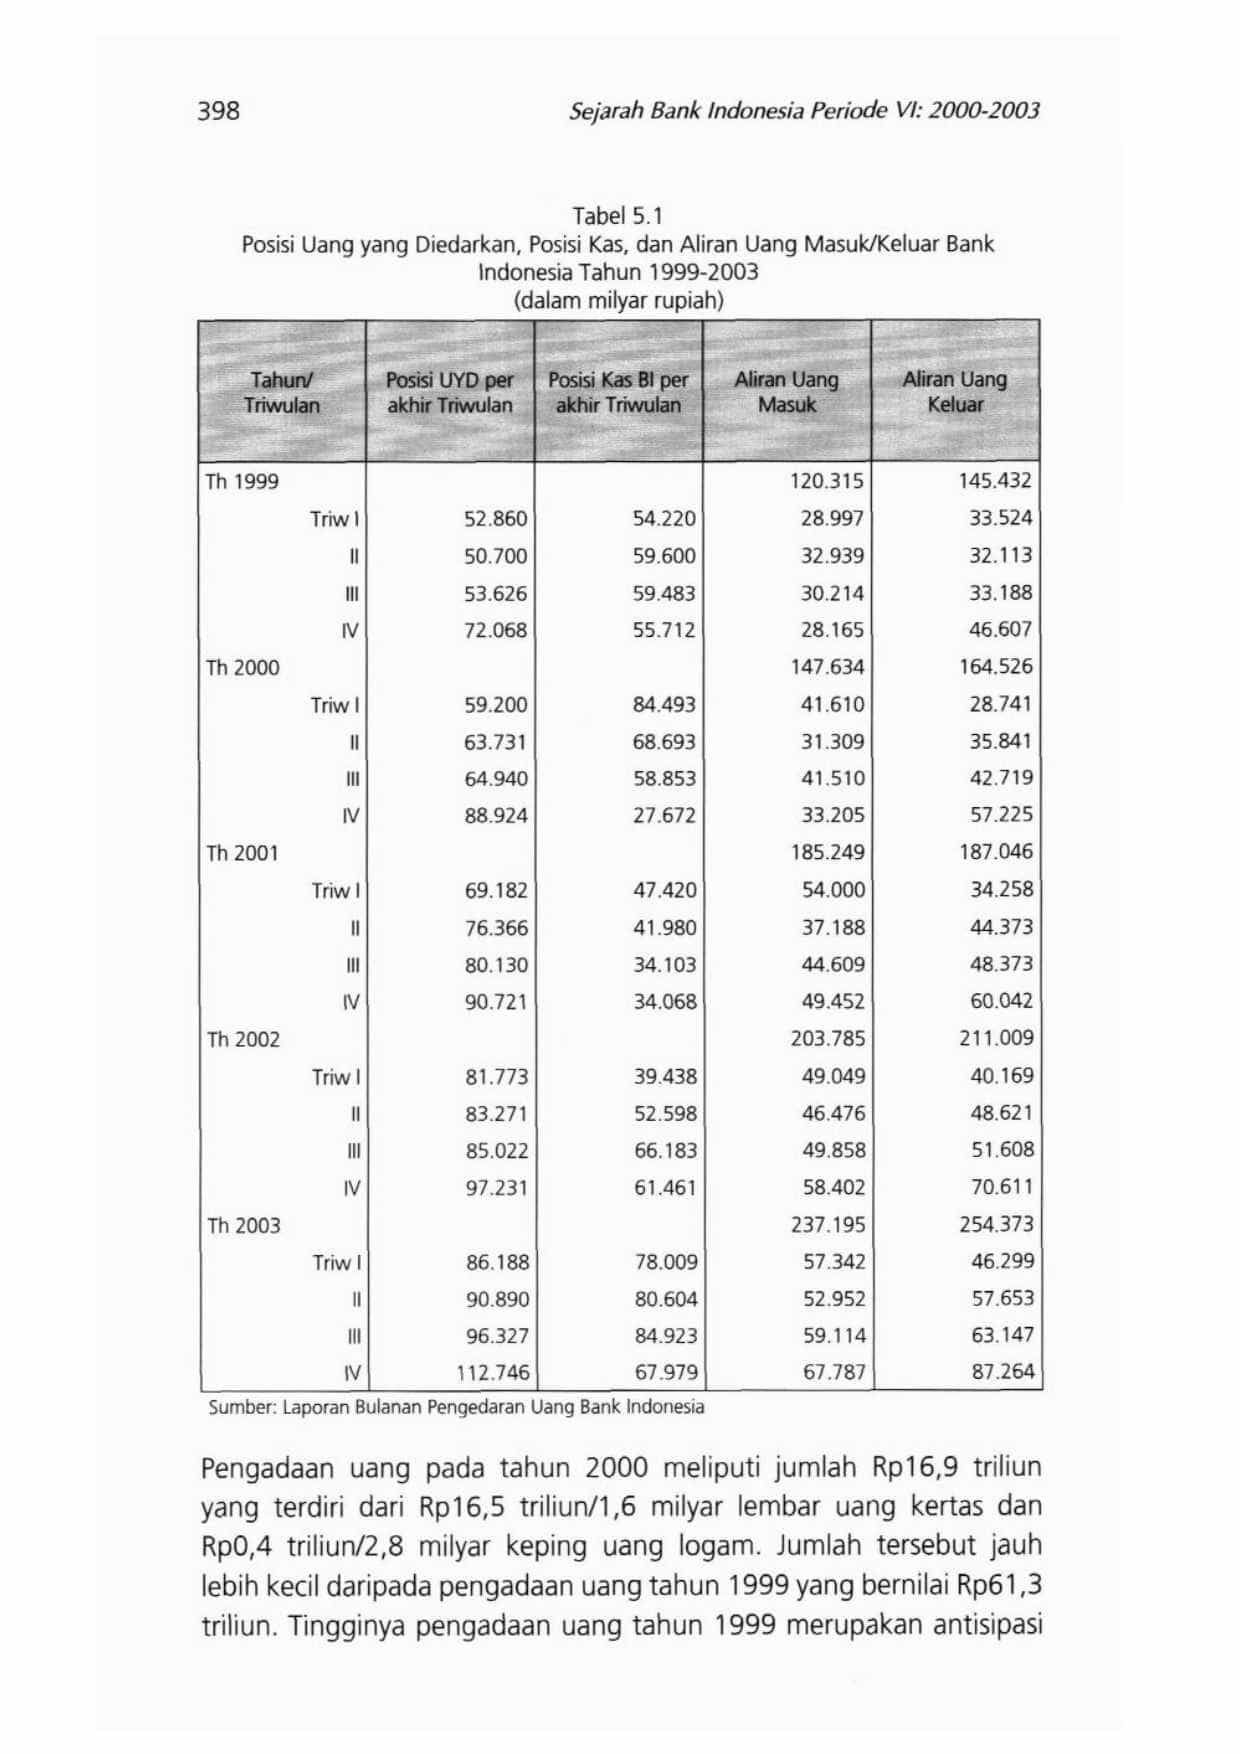 398 Sejarah Bank Indonesia Periode VI: 2000-2003
Tabel 5.1
Posisi Uang yang Diedarkan, Posisi Kas, dan Aliran Uang Masuk/Keluar Bank
Indonesia Tahun 1999-2003
(dalam milyar rupiah)
Tahun/ Posisi UYD per Posisi Kas BI per Aliran Uang Aliran Uang
Triwulan akhir Triwulan akhir Triwulan Masuk Keluar
Th 1999 120.315 145.432
Triw I 52.860 54.220 28.997 33.524
II 50.700 59.600 32.939 32.113
III 53.626 59.483 30.214 33.188
IV 72.068 55.712 28.165 46.607
Th 2000 147.634 164.526
Triw I 59.200 84.493 41.610 28.741
II 63.731 68.693 31.309 35.841
III 64.940 58.853 41.510 42.719
IV 88.924 27.672 33.205 57.225
Th 2001 185.249 187.046
Triw I 69.182 47.420 54.000 34.258
II 76.366 41.980 37.188 44.373
III 80.130 34.103 44.609 48.373
IV 90.721 34.068 49.452 60.042
Th 2002 203.785 211.009
Triw I 81.773 39.438 49.049 40.169
II 83.271 52.598 46.476 48.621
III 85.022 66.183 49.858 51.608
IV 97.231 61.461 58.402 70.611
Th 2003 237.195 254.373
Triw I 86.188 78.009 57.342 46.299
II 90.890 80.604 52.952 57.653
III 96.327 84.923 59.114 63.147
IV 112.746 67.979 67.787 87.264
Sumber: Laporan Bulanan Pengedaran Uang Bank Indonesia
Pengadaan uang pada tahun 2000 meliputi jumlah Rp16,9 triliun
yang terdiri dari Rp16,5 triliun/1,6 milyar lembar uang kertas dan
Rp0,4 triliun/2,8 milyar keping uang logam. Jumlah tersebut jauh
lebih kecil daripada pengadaan uang tahun 1999 yang bernilai Rp61,3
triliun. Tingginya pengadaan uang tahun 1999 merupakan antisipasi